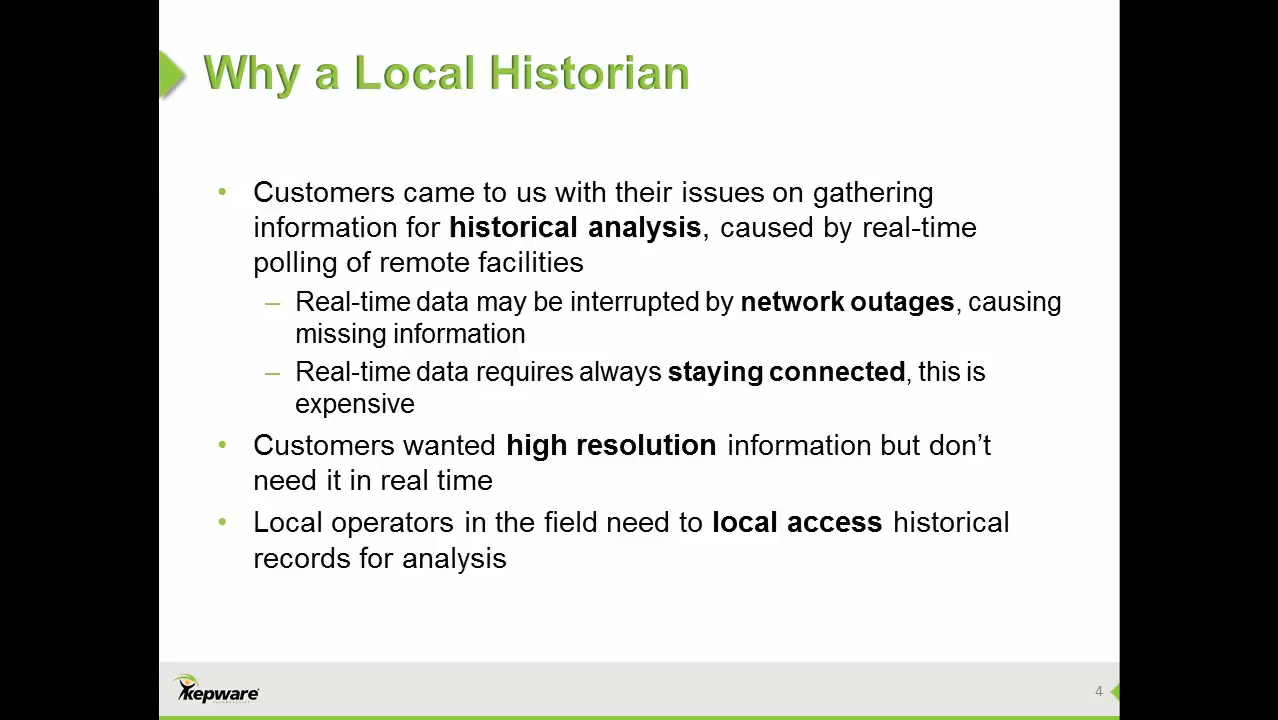 Why a Local Historian
• Customers came to us with their issues on gathering
information for historical analysis, caused by real-time
polling of remote facilities
– Real-time data may be interrupted by network outages, causing
missing information
– Real-time data requires always staying connected, this is
expensive
• Customers wanted high resolution information but don’t
need it in real time
• Local operators in the field need to local access historical
records for analysis
kepware
4